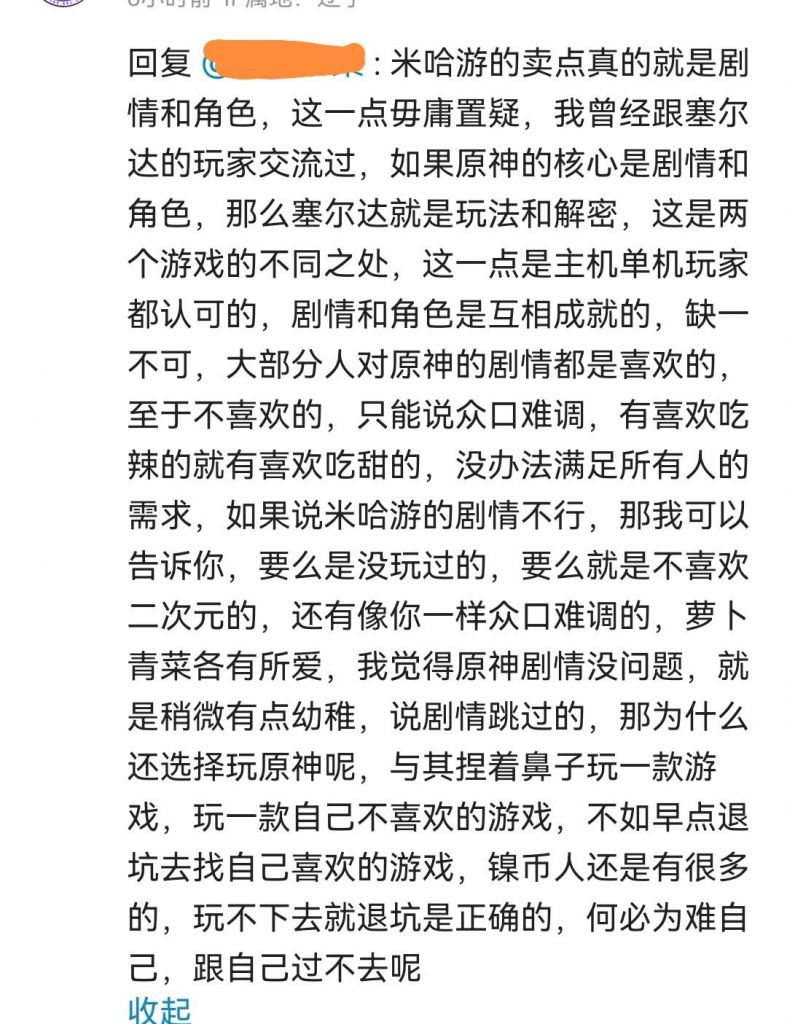 回复 : 米哈游的卖点真的就是剧
情和角色，这一点毋庸置疑，我曾经跟塞尔
达的玩家交流过，如果原神的核心是剧情和
角色，那么塞尔达就是玩法和解密，这是两
个游戏的不同之处，这一点是主机单机玩家
都认可的，剧情和角色是互相成就的，缺一
不可，大部分人对原神的剧情都是喜欢的，
至于不喜欢的，只能说众口难调，有喜欢吃
辣的就有喜欢吃甜的，没办法满足所有人的
需求，如果说米哈游的剧情不行，那我可以
告诉你，要么是没玩过的，要么就是不喜欢
二次元的，还有像你一样众口难调的，萝卜
青菜各有所爱，我觉得原神剧情没问题，就
是稍微有点幼稚，说剧情跳过的，那为什么
还选择玩原神呢，与其捏着鼻子玩一款游
戏，玩一款自己不喜欢的游戏，不如早点退
坑去找自己喜欢的游戏，镍币人还是有很多
的，玩不下去就退坑是正确的，何必为难自
己，跟自己过不去呢
收起